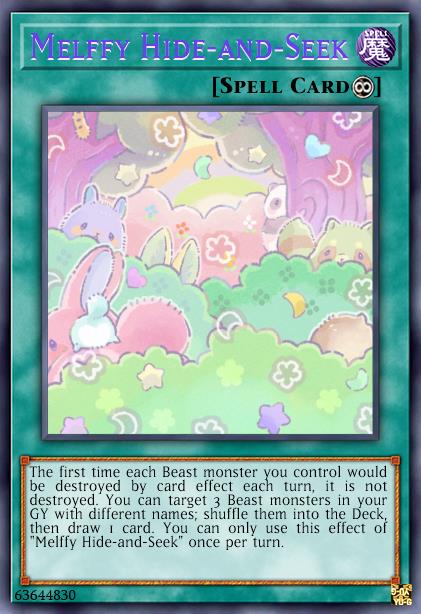 Melffy Hide-and-Seek
SPELL
魔
[Spell Card]
The first time each Beast monster you control would
be destroyed by card effect each turn, it is not
destroyed. You can target 3 Beast monsters in your
GY with different names; shuffle them into the Deck,
then draw 1 card. You can only use this effect of
"Melffy Hide-and-Seek" once per turn.
63644830